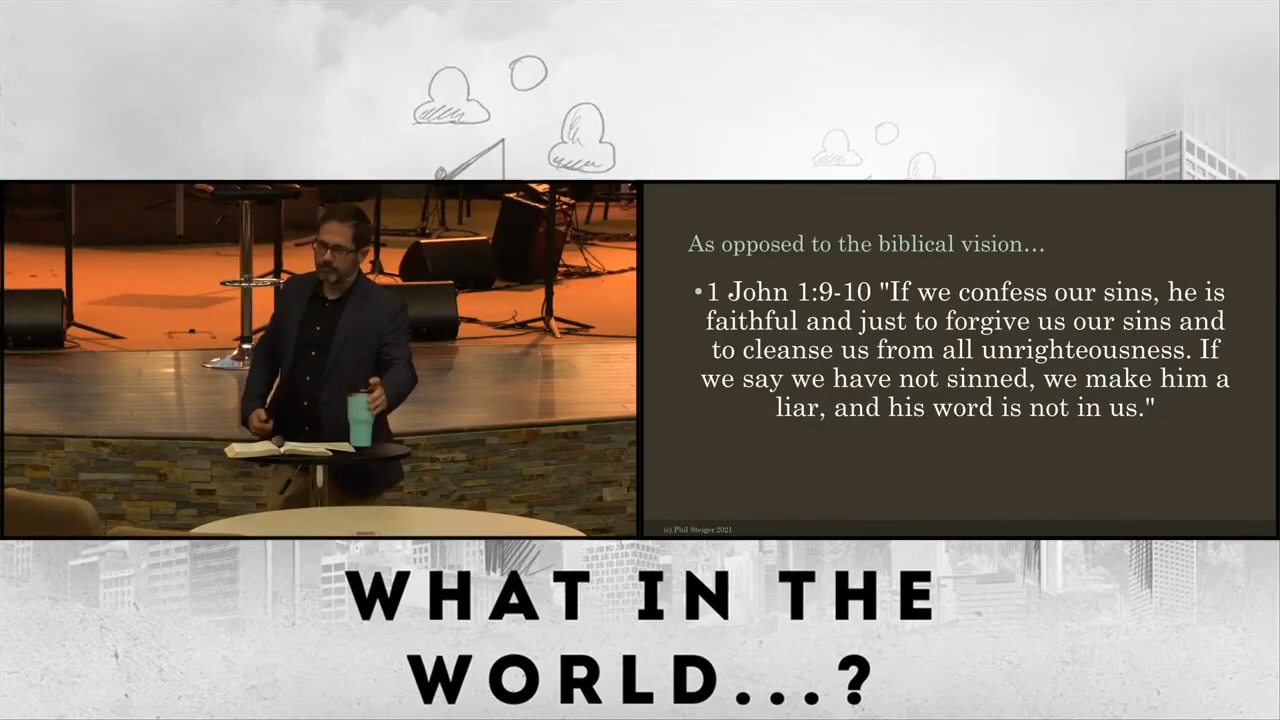 As opposed to the biblical vision…
•1 John 1:9-10 "If we confess our sins, he is
faithful and just to forgive us our sins and
to cleanse us from all unrighteousness. If
we say we have not sinned, we make him a
liar, and his word is not in us."
(c) Phil Steiger 2021
WHAT IN THE
WORLD...?